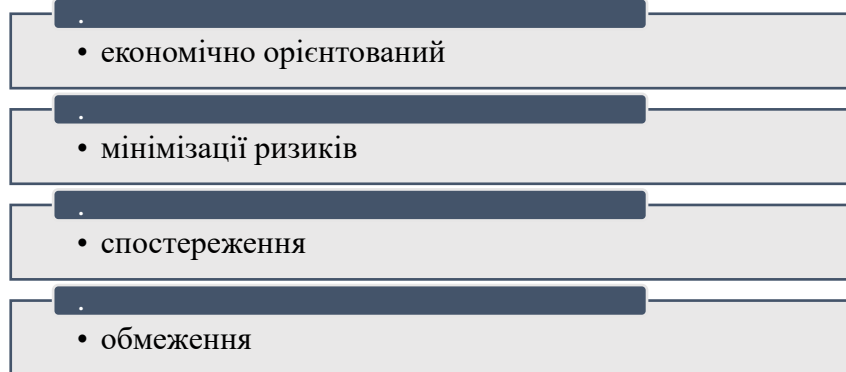 .
• економічно орієнтований
.
• мінімізації ризиків
.
• спостереження
.
• обмеження